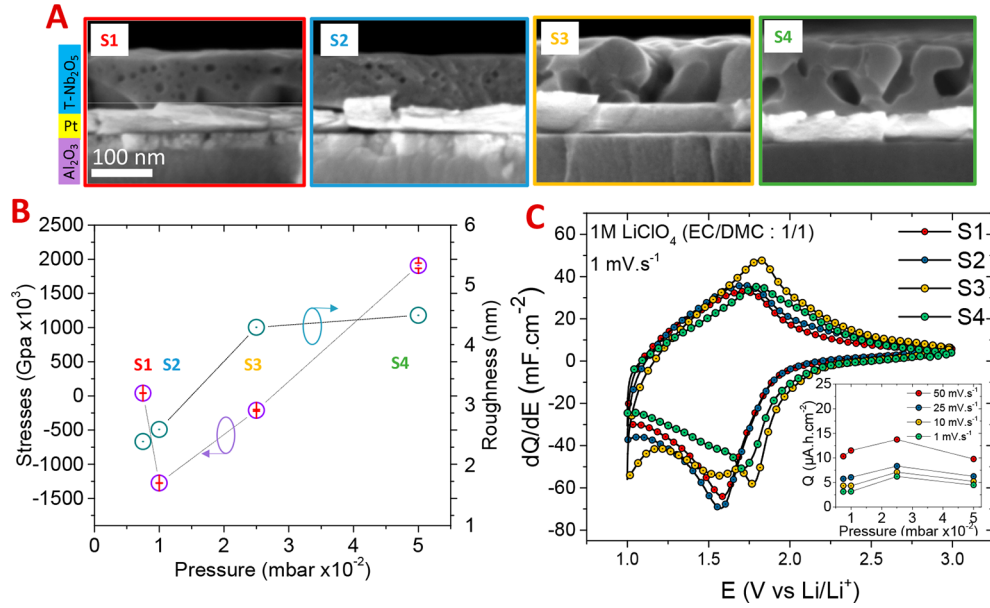 A
S1
S2
S3
S4
T-Nb₂O₅
Pt
Al₂O₃
100 nm
B
Stresses (Gpa x10³)
2500
2000
1500
1000
500
0
-500
-1000
-1500
S1 S2
S3
S4
6
5
4
3
2
1
Roughness (nm)
0 1 2 3 4 5
Pressure (mbar x10⁻²)
C
dQ/dE (mF.cm⁻²)
60
40
20
0
-20
-40
-60
-80
1M LiClO₄ (EC/DMC : 1/1)
1 mV.s⁻¹
S1
S2
S3
S4
1.0 1.5 2.0 2.5 3.0
E (V vs Li/Li⁺)
Q (µA.h.cm⁻²)
25
20
15
10
5
0
50 mV.s⁻¹
25 mV.s⁻¹
10 mV.s⁻¹
1 mV.s⁻¹
1 2 3 4 5
Pressure (mbar x10⁻²)